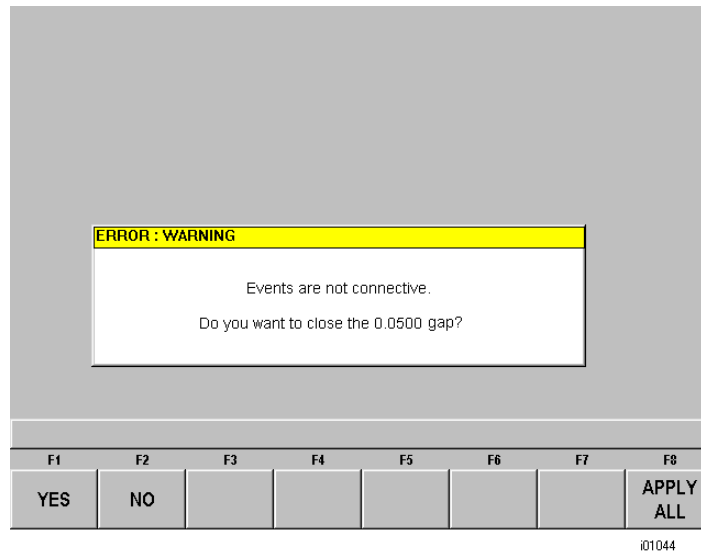 ERROR : WARNING
Events are not connective.
Do you want to close the 0.0500 gap?
F1 F2 F3 F4 F5 F6 F7 F8
YES NO APPLY
ALL
i01044